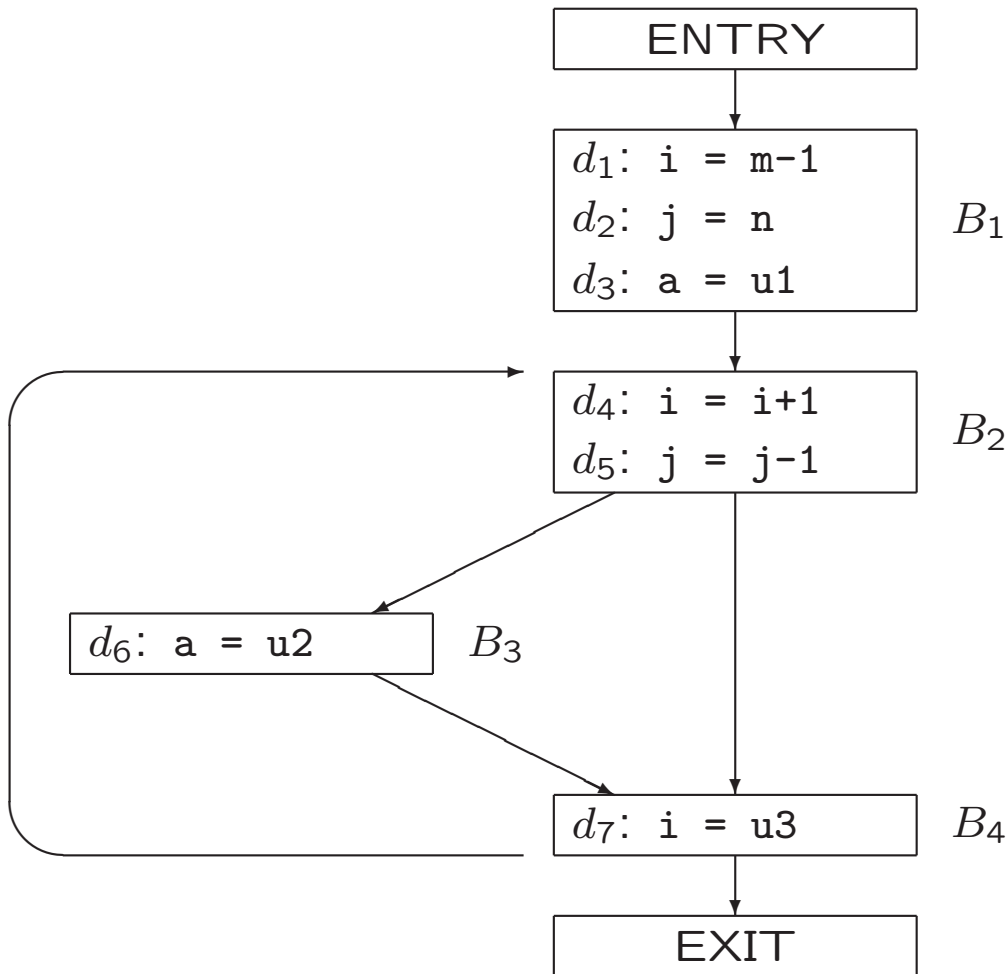 ENTRY
d1: i = m-1
d2: j = n
B1
d3: a = u1
d4: i = i+1
B2
d5: j = j-1
d6: a = u2
B3
d7: i = u3
B4
EXIT